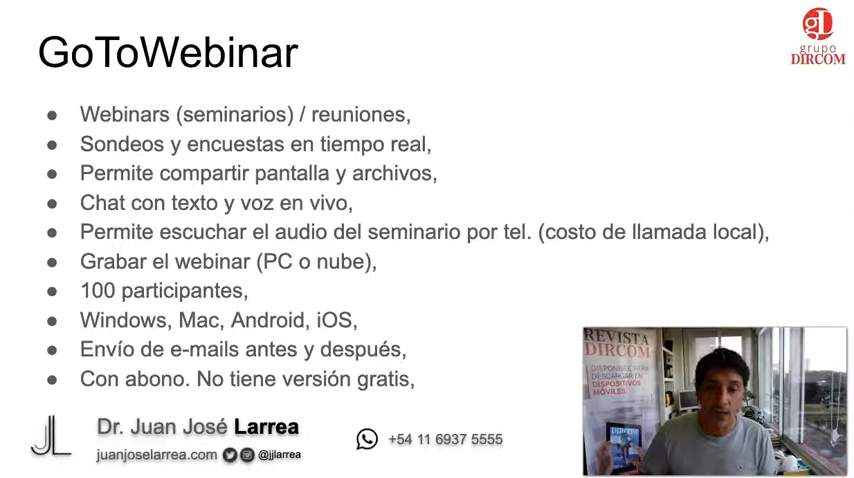 GoToWebinar
gd
grupo
DIRCOM
● Webinars (seminarios) / reuniones,
● Sondeos y encuestas en tiempo real,
● Permite compartir pantalla y archivos,
● Chat con texto y voz en vivo,
● Permite escuchar el audio del seminario por tel. (costo de llamada local),
● Grabar el webinar (PC o nube),
● 100 participantes,
● Windows, Mac, Android, iOS,
● Envío de e-mails antes y después,
● Con abono. No tiene versión gratis,
REVISTA
DIRCOM
DISPONIBLE PARA
DESCARGAR EN
DISPOSITIVOS
MÓVILES.
DIRCOM
JL
Dr. Juan José Larrea
juanjoselarrea.com
@jjlarrea
+54 11 6937 5555